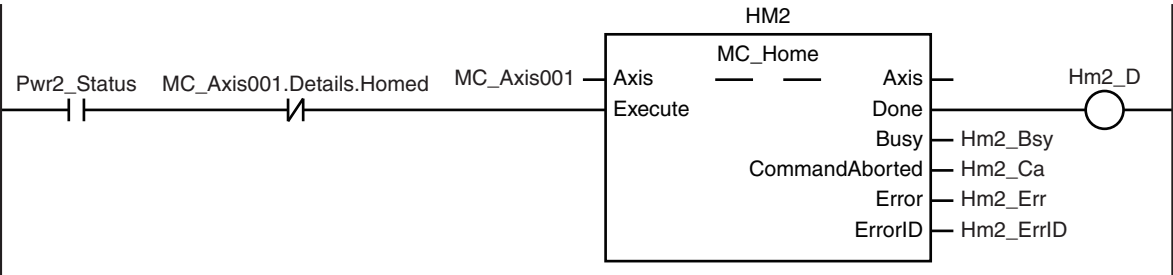 HM2
MC_Home
Pwr2_Status MC_Axis001.Details.Homed MC_Axis001 Axis Axis Hm2_D
Execute Done
Busy Hm2_Bsy
CommandAborted Hm2_Ca
Error Hm2_Err
ErrorID Hm2_ErrID